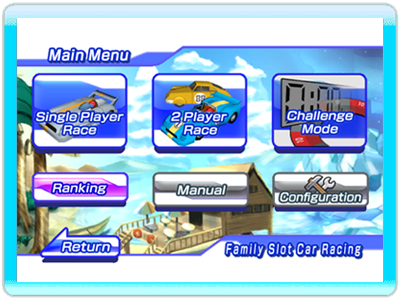 Main Menu
Single Player
Race
2 Player
Race
Challenge
Mode
Ranking
Manual
Configuration
Return
Family Slot Car Racing